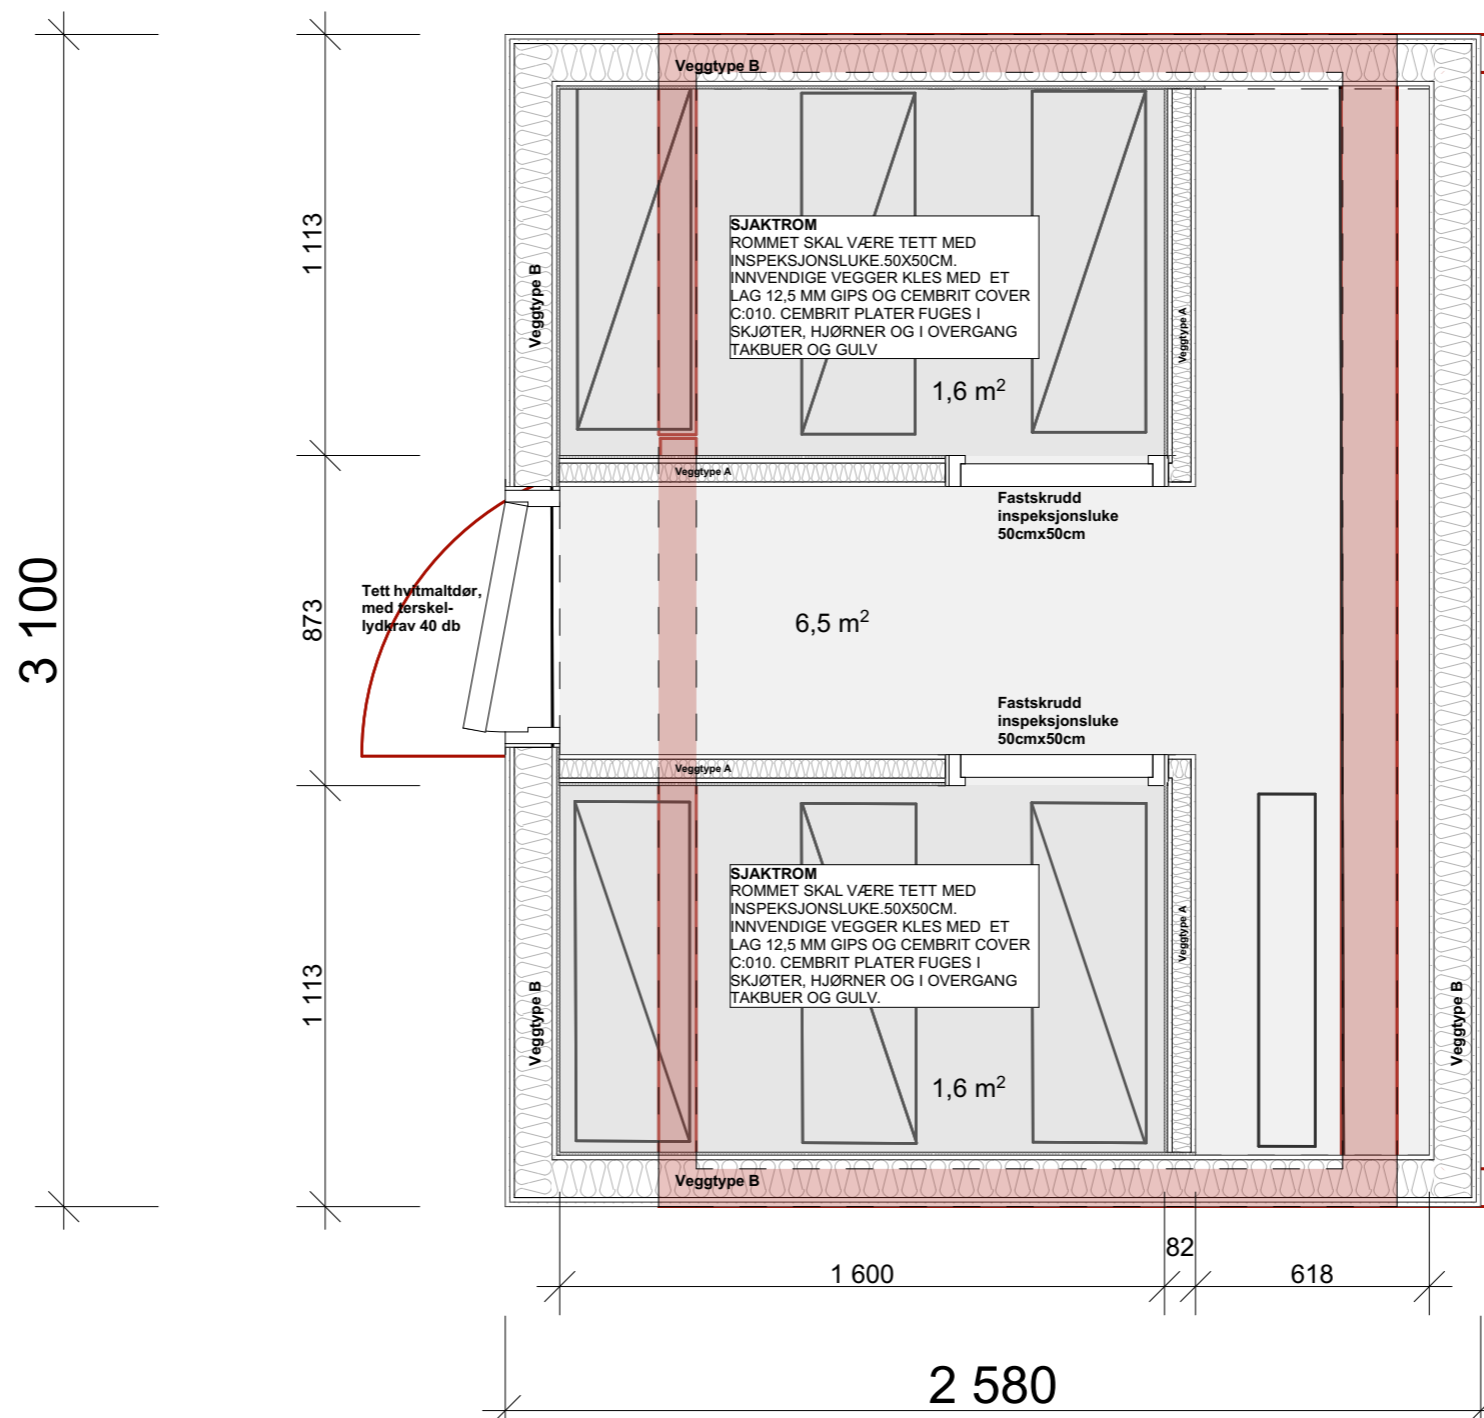 Veggtype B
1 113
Veggtype B
SJAKTROM
ROMMET SKAL VÆRE TETT MED
INSPEKSJONSLUKE.50X50CM.
INNVENDIGE VEGGER KLES MED ET
LAG 12,5 MM GIPS OG CEMBRIT COVER
C:010. CEMBRIT PLATER FUGES I
SKJØTER, HJØRNER OG I OVERGANG
TAKBUER OG GULV
Veggtype A
1,6 m²
Veggtype A
Fastskrudd
inspeksjonsluke
50cmx50cm
3 100
873
Tett hvitmaltdør,
med terskel-
lydkrav 40 db
6,5 m²
Fastskrudd
inspeksjonsluke
50cmx50cm
Veggtype A
SJAKTROM
ROMMET SKAL VÆRE TETT MED
INSPEKSJONSLUKE.50X50CM.
INNVENDIGE VEGGER KLES MED ET
LAG 12,5 MM GIPS OG CEMBRIT COVER
C:010. CEMBRIT PLATER FUGES I
SKJØTER, HJØRNER OG I OVERGANG
TAKBUER OG GULV.
Veggtype A
1 113
Veggtype B
Veggtype B
1,6 m²
Veggtype B
82
1 600
618
2 580